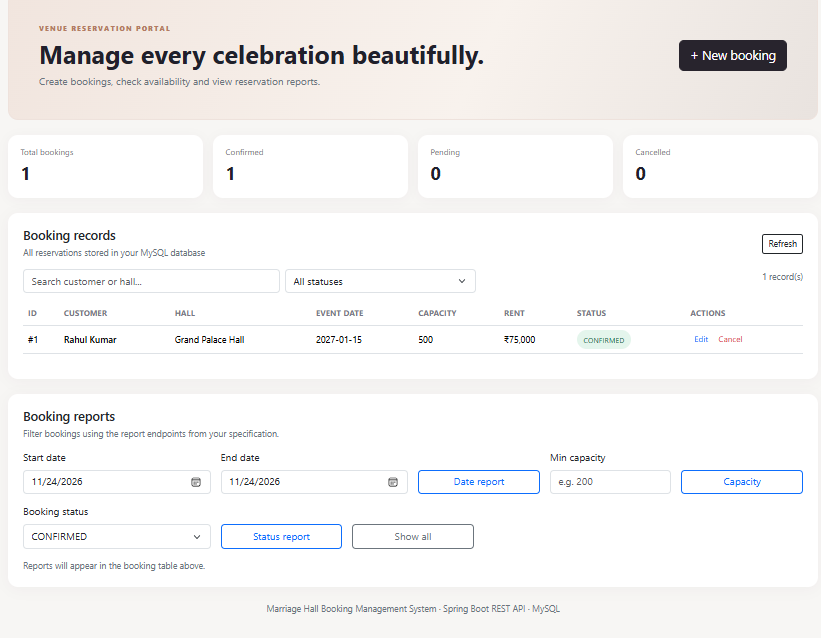 VENUE RESERVATION PORTAL
Manage every celebration beautifully.
Create bookings, check availability and view reservation reports.
+ New booking
Total bookings
1
Confirmed
1
Pending
0
Cancelled
0
Booking records
All reservations stored in your MySQL database
Refresh
Search customer or hall...
All statuses
1 record(s)
ID CUSTOMER HALL EVENT DATE CAPACITY RENT STATUS ACTIONS
#1 Rahul Kumar Grand Palace Hall 2027-01-15 500 ₹75,000 CONFIRMED Edit Cancel
Booking reports
Filter bookings using the report endpoints from your specification.
Start date End date Min capacity
11/24/2026 11/24/2026 Date report e.g. 200 Capacity
Booking status
CONFIRMED Status report Show all
Reports will appear in the booking table above.
Marriage Hall Booking Management System · Spring Boot REST API · MySQL